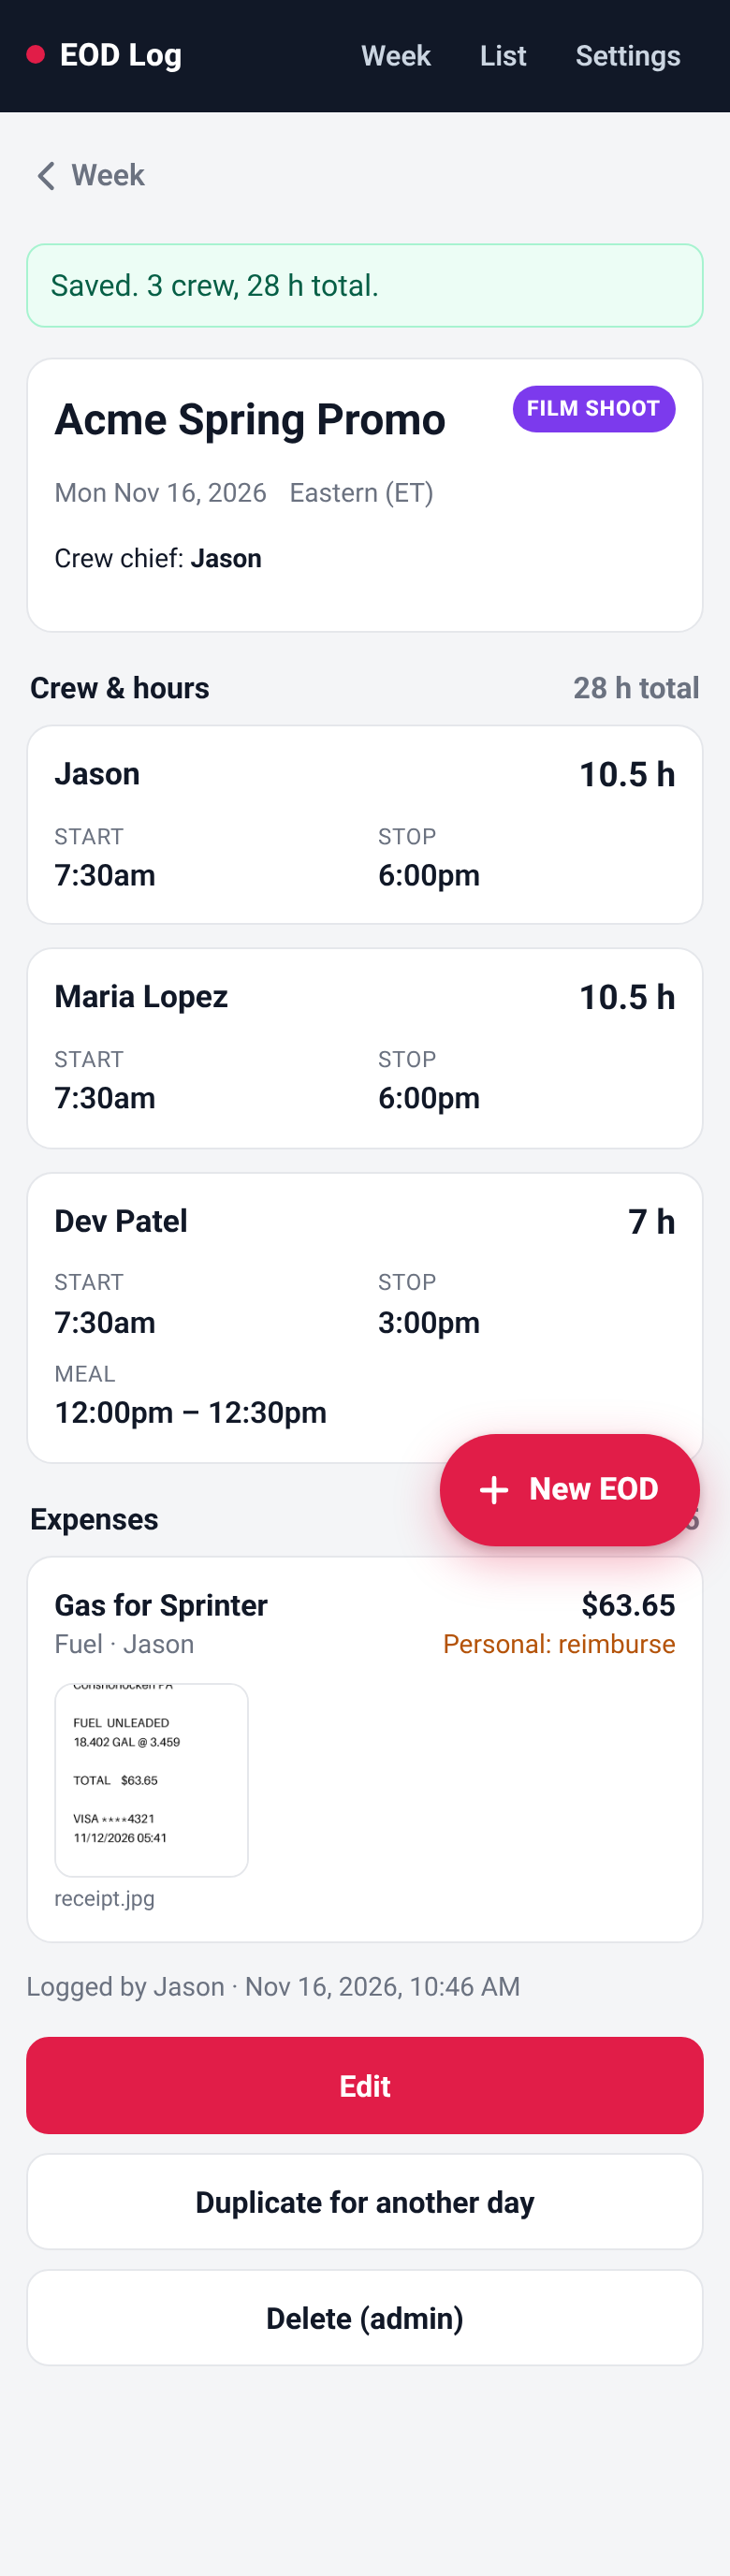 EOD Log Week List Settings
Week
Saved. 3 crew, 28 h total.
Acme Spring Promo FILM SHOOT
Mon Nov 16, 2026 Eastern (ET)
Crew chief: Jason
Crew & hours 28 h total
Jason 10.5 h
START STOP
7:30am 6:00pm
Maria Lopez 10.5 h
START STOP
7:30am 6:00pm
Dev Patel 7 h
START STOP
7:30am 3:00pm
MEAL
12:00pm – 12:30pm
+ New EOD
Expenses
Gas for Sprinter $63.65
Fuel · Jason Personal: reimburse
FUEL UNLEADED
18.402 GAL @ 3.459
TOTAL $63.65
VISA ****4321
11/12/2026 05:41
receipt.jpg
Logged by Jason · Nov 16, 2026, 10:46 AM
Edit
Duplicate for another day
Delete (admin)